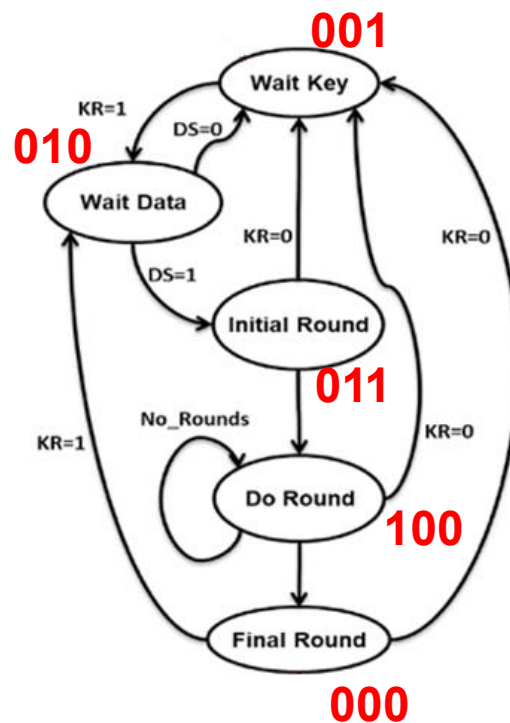 001
Wait Key
KR=1
DS=0
010
Wait Data
KR=0
KR=0
DS=1
Initial Round
011
No_Rounds
KR=1
KR=0
Do Round
100
Final Round
000